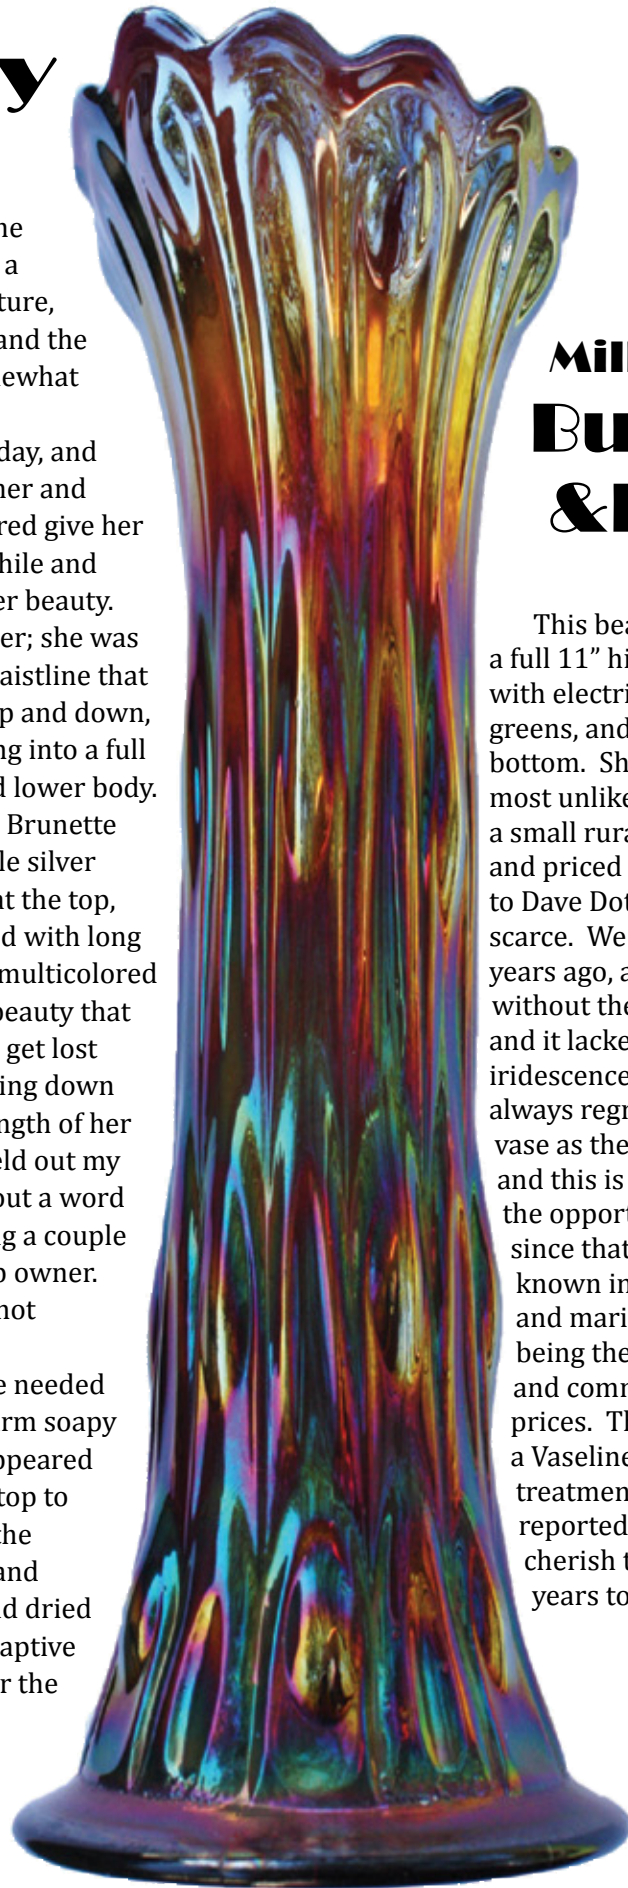 y
he
a
ture,
and the
ewhat
day, and
her and
red give her
hile and
er beauty.
er; she was
aistline that
p and down,
ng into a full
d lower body.
Brunette
le silver
at the top,
d with long
multicolored
beauty that
get lost
ing down
ngth of her
eld out my
out a word
g a couple
p owner.
not
e needed
rm soapy
ppeared
top to
the
and
d dried
aptive
r the
Mill
Bu
&
This bea
a full 11” hi
with electri
greens, and
bottom. Sh
most unlike
a small rura
and priced
to Dave Dot
scarce. We
years ago, a
without the
and it lacke
iridescence
always regr
vase as the
and this is
the opport
since that
known in
and mari
being the
and comm
prices. Th
a Vaseline
treatmen
reported
cherish t
years to